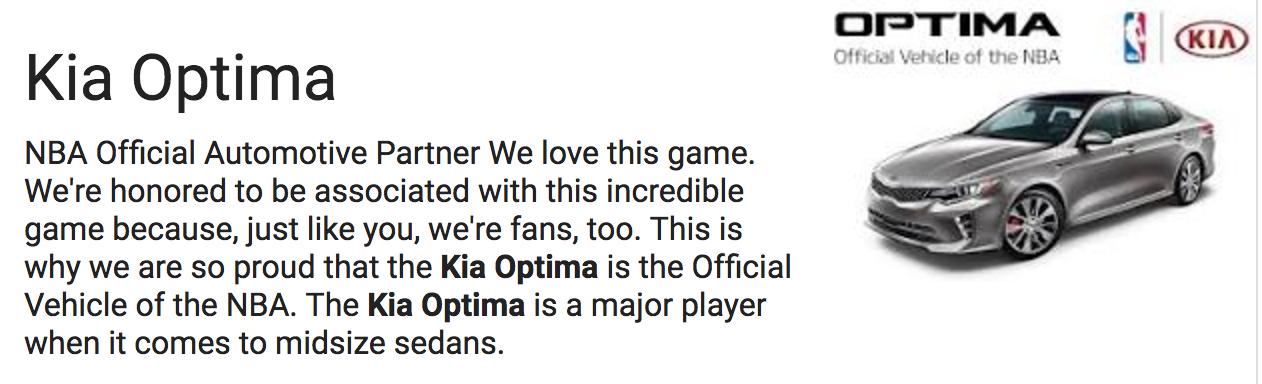 Kia Optima
NBA Official Automotive Partner We love this game.
We're honored to be associated with this incredible
game because, just like you, we're fans, too. This is
why we are so proud that the Kia Optima is the Official
Vehicle of the NBA. The Kia Optima is a major player
when it comes to midsize sedans.
OPTIMA
Official Vehicle of the NBA
KIA